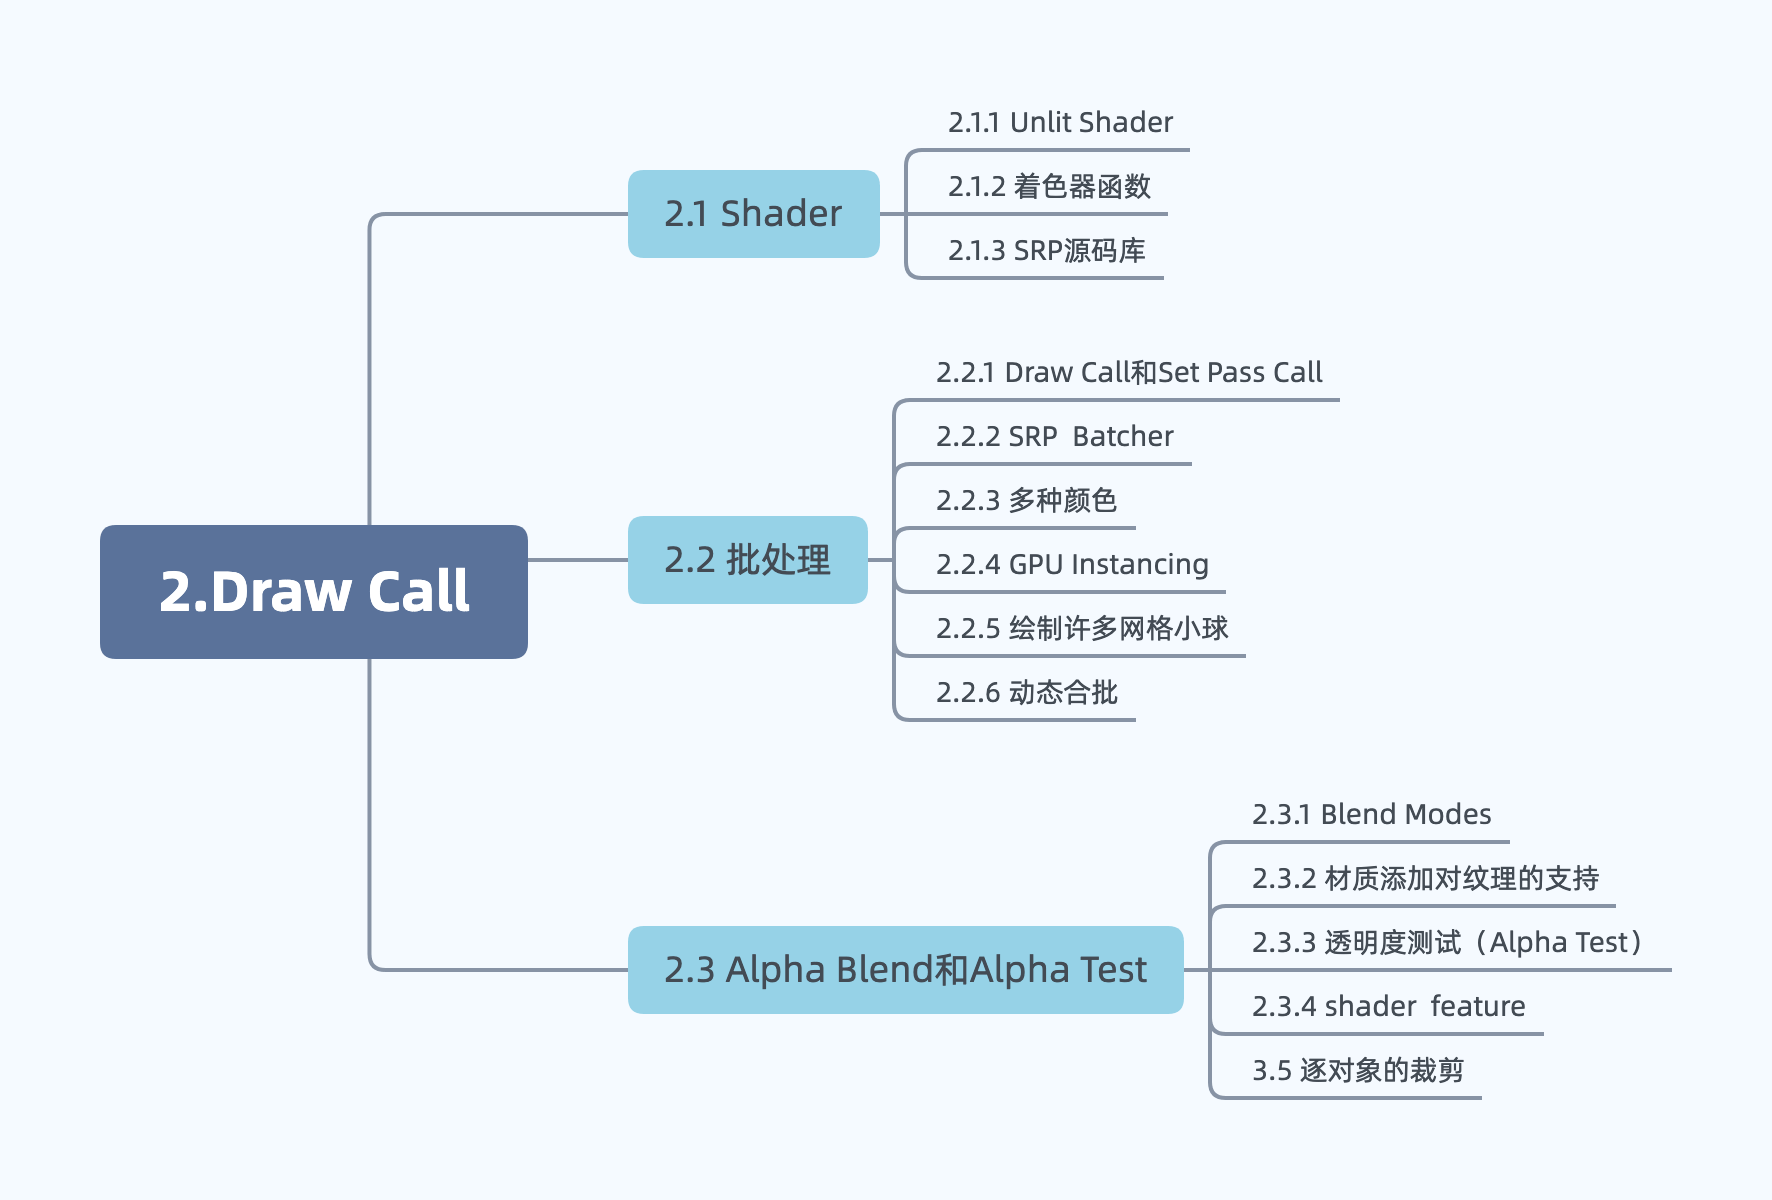 2.Draw Call
2.1 Shader
2.1.1 Unlit Shader
2.1.2 着色器函数
2.1.3 SRP源码库
2.2 批处理
2.2.1 Draw Call和Set Pass Call
2.2.2 SRP  Batcher
2.2.3 多种颜色
2.2.4 GPU Instancing
2.2.5 绘制许多网格小球
2.2.6 动态合批
2.3 Alpha Blend和Alpha Test
2.3.1 Blend Modes
2.3.2 材质添加对纹理的支持
2.3.3 透明度测试（Alpha Test）
2.3.4 shader  feature
3.5 逐对象的裁剪